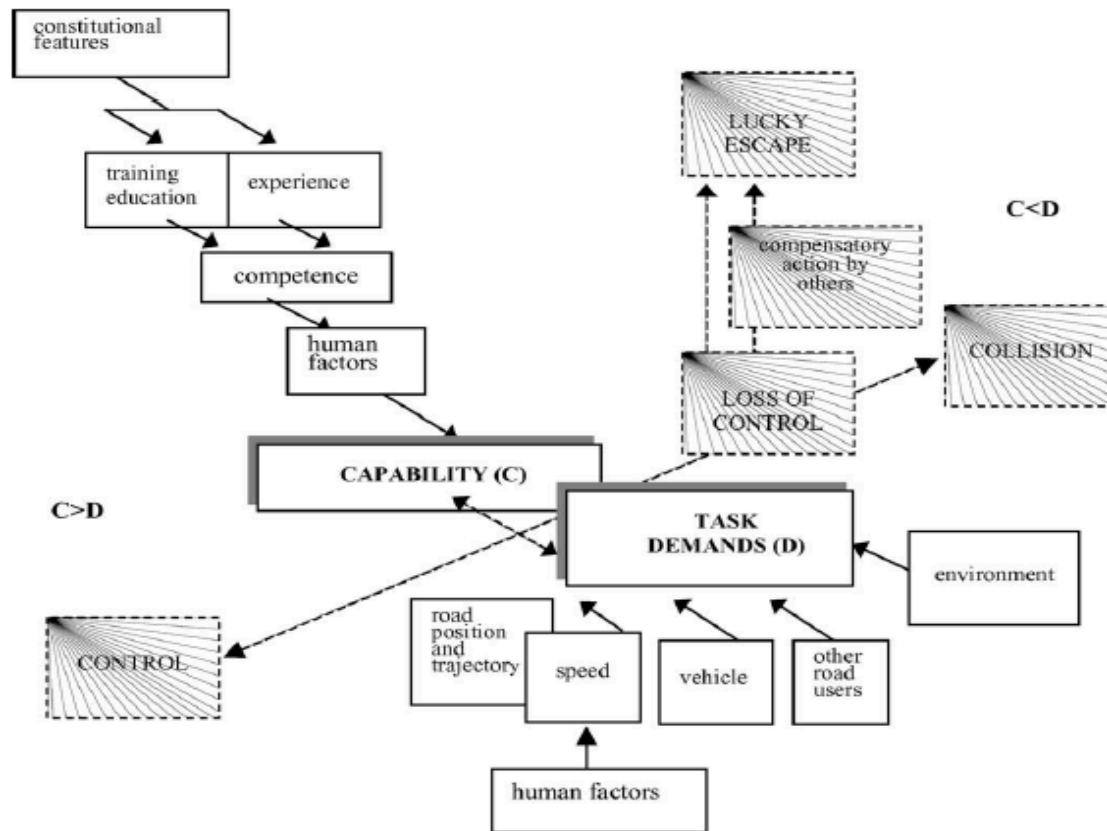 constitutional
features
training
education
experience
competence
human
factors
CAPABILITY (C)
C>D
LUCKY
ESCAPE
C<D
compensatory
action by
others
COLLISION
LOSS OF
CONTROL
TASK
DEMANDS (D)
environment
CONTROL
road
position
and
trajectory
speed
vehicle
other
road
users
human factors